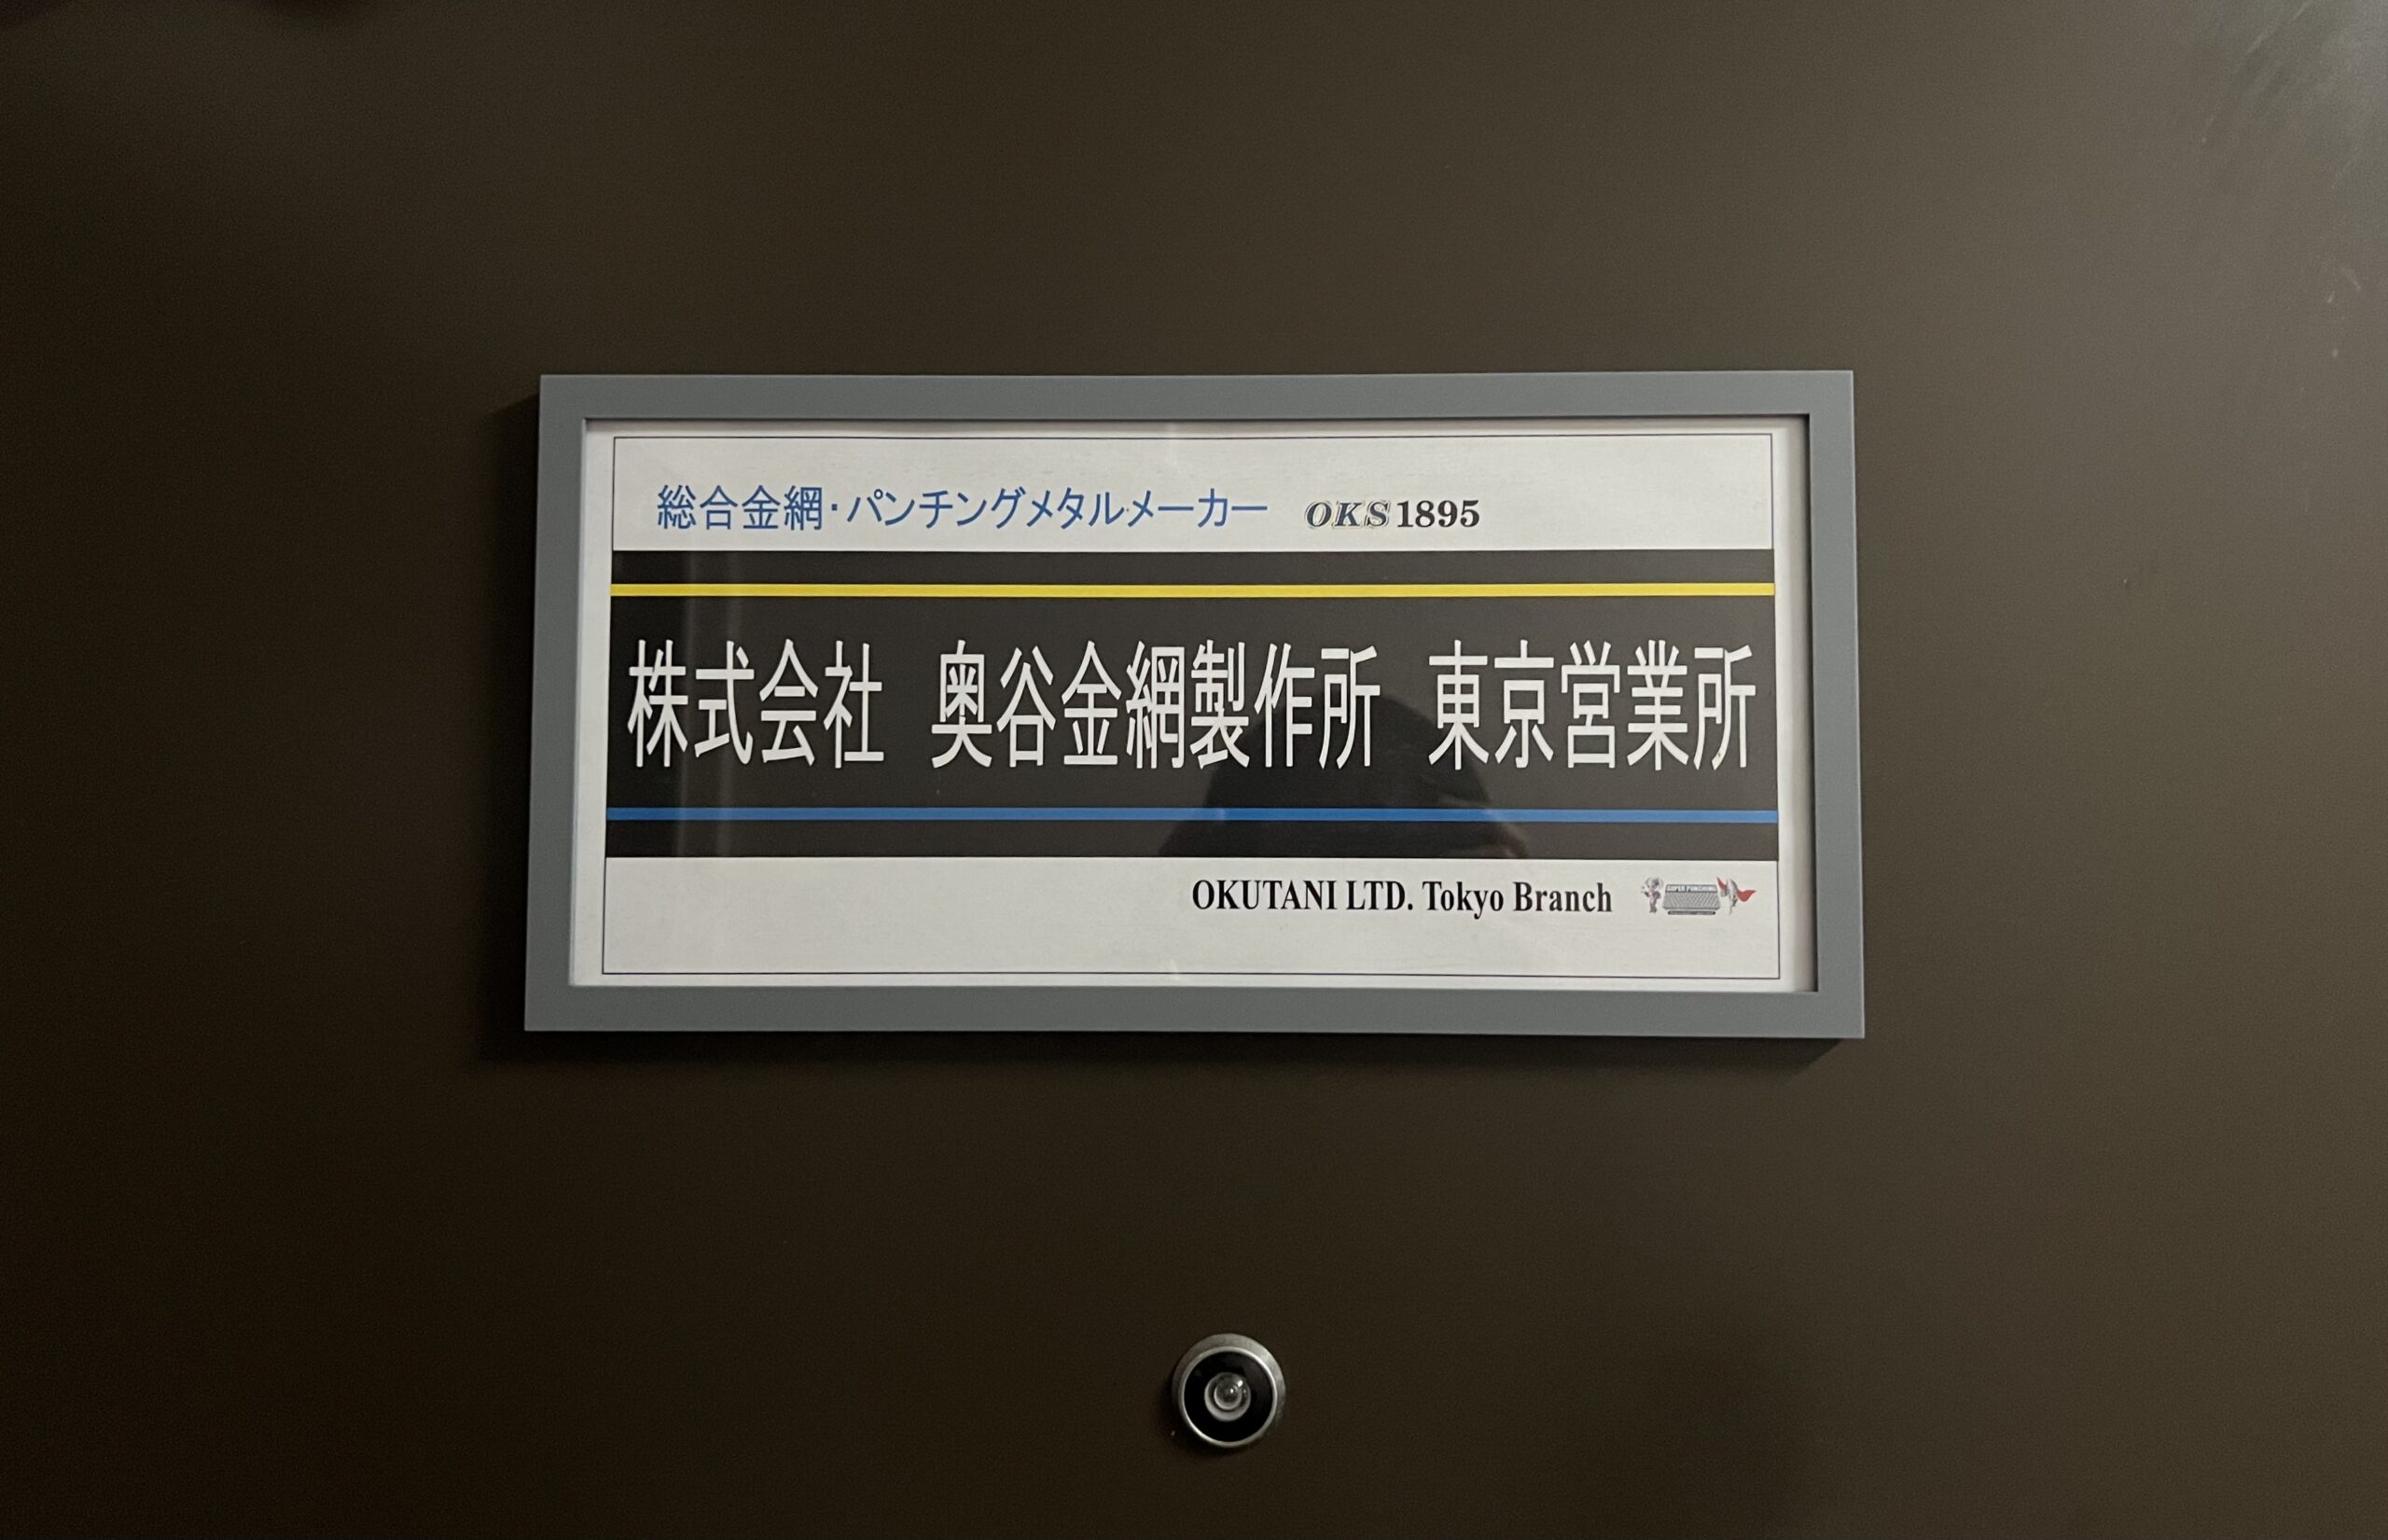 総合金網・パンチングメタルメーカー OKS 1895
株式会社 奥谷金網製作所 東京営業所
OKUTANI LTD. Tokyo Branch
SUPER PUNCHING